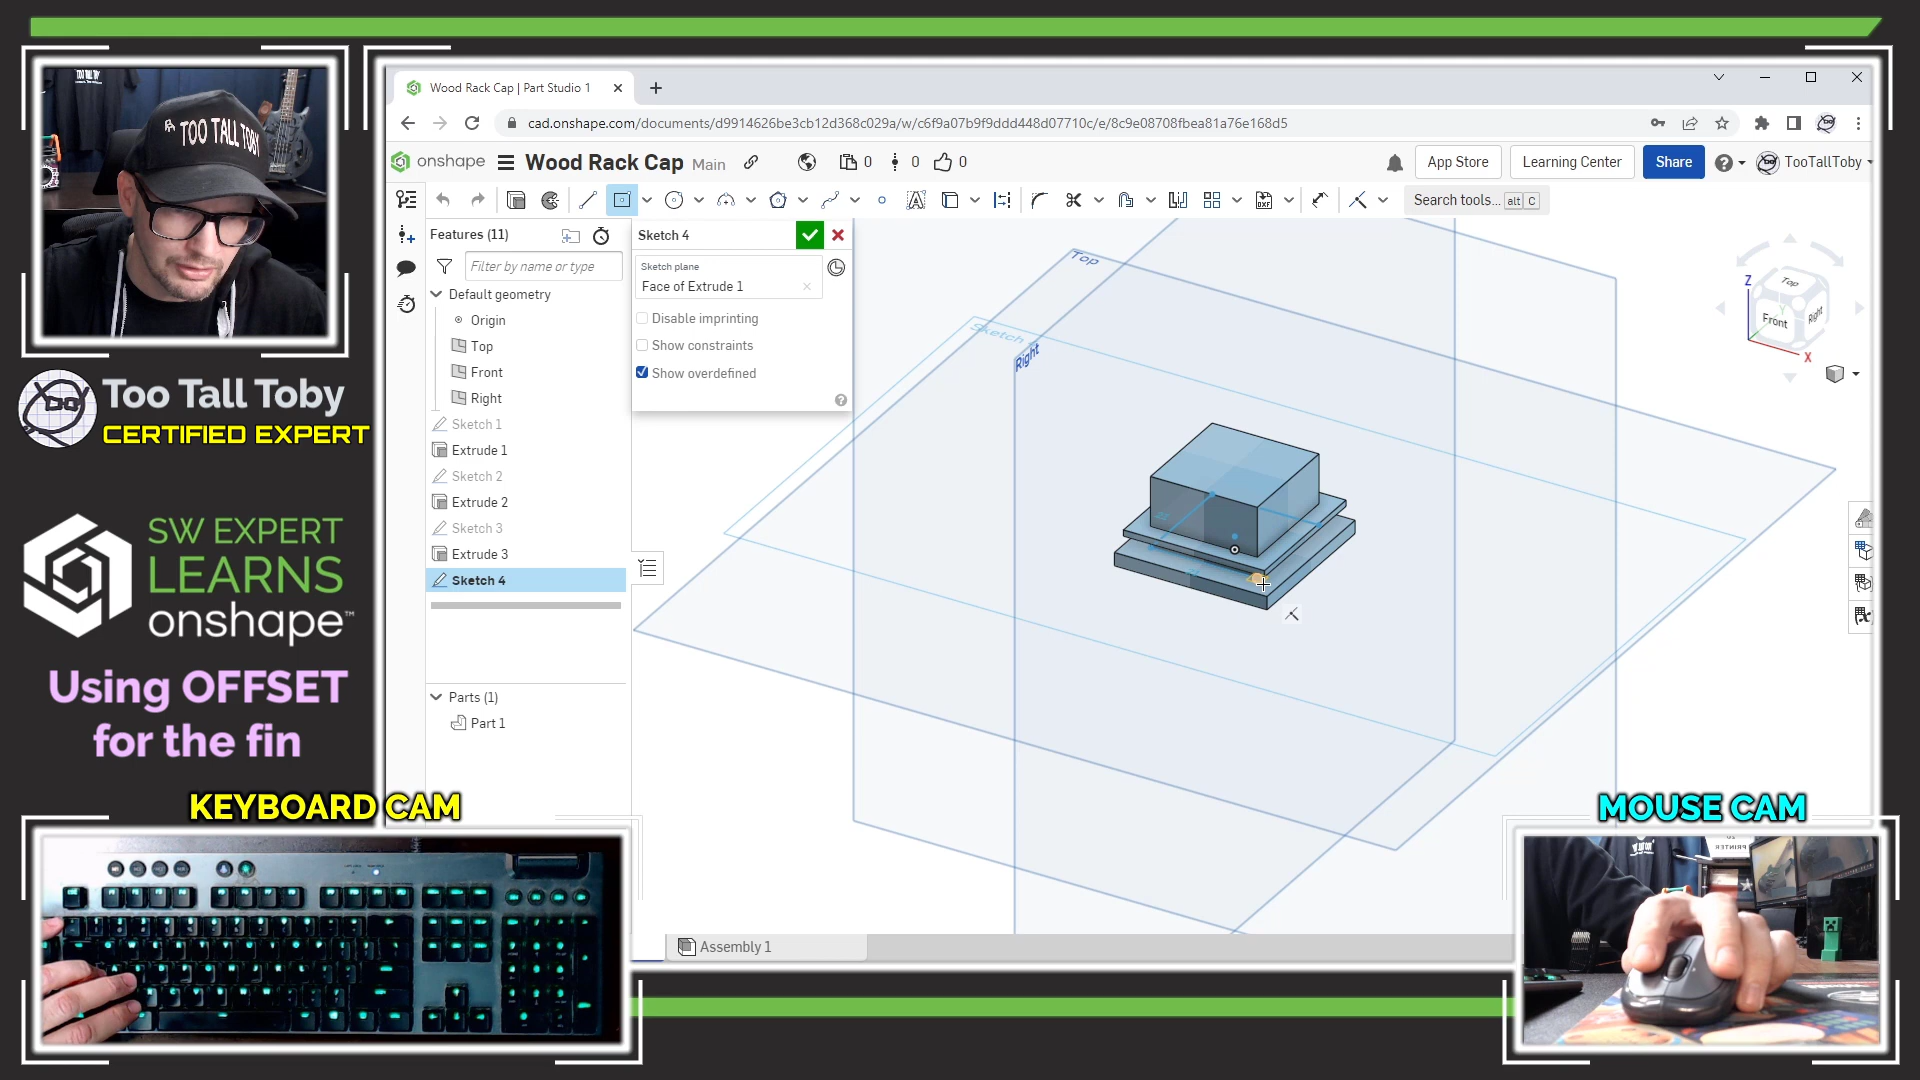 TOO TALL TOBY
Too Tall Toby
CERTIFIED EXPERT
SW EXPERT
LEARNS
onshape™
Using OFFSET
for the fin
KEYBOARD CAM
MOUSE CAM
Wood Rack Cap | Part Studio 1
cad.onshape.com/documents/d9914626be3cb12d368c029a/w/c6f9a07b9f9ddd448d07710c/e/8c9e08708fbea81a76e168d5
onshape
Wood Rack Cap
Main
0
0
0
App Store
Learning Center
Share
TooTallToby
Search tools...
alt
C
Features (11)
Filter by name or type
Default geometry
Origin
Top
Front
Right
Sketch 1
Extrude 1
Sketch 2
Extrude 2
Sketch 3
Extrude 3
Sketch 4
Parts (1)
Part 1
Sketch 4
Sketch plane
Face of Extrude 1
Disable imprinting
Show constraints
Show overdefined
Top
Sketch
Right
Z
Top
Front
Right
Y
X
Assembly 1